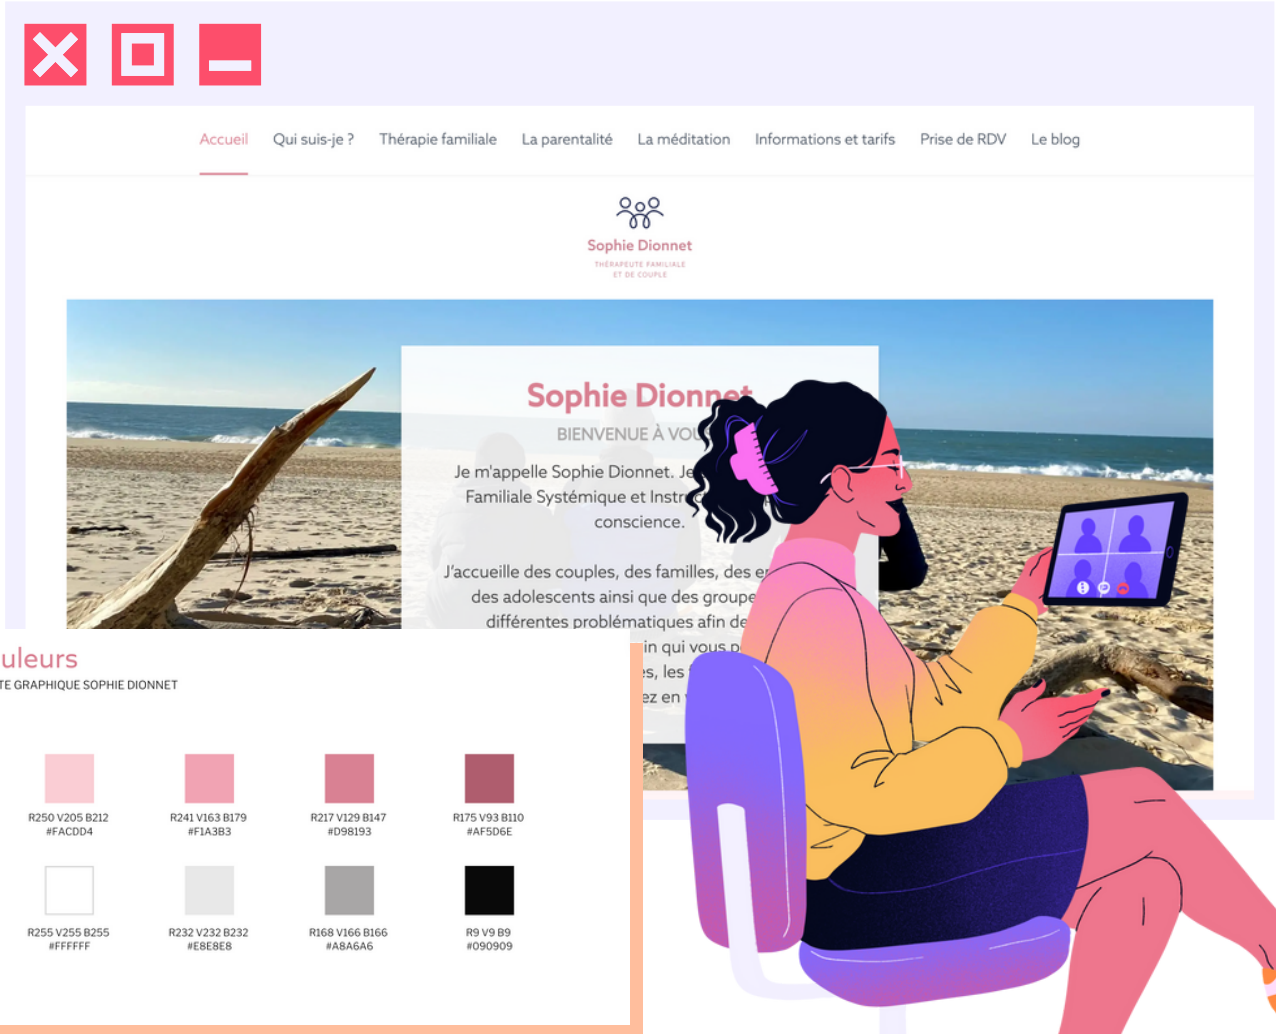 Accueil Qui suis-je ? Thérapie familiale La parentalité La méditation Informations et tarifs Prise de RDV Le blog
Sophie Dionnet
THÉRAPEUTE FAMILIALE
ET DE COUPLE
Sophie Dionnet
BIENVENUE À VOUS
Je m'appelle Sophie Dionnet. Je
Familiale Systémique et Instr
conscience.
J'accueille des couples, des familles, des e
des adolescents ainsi que des groupe
différentes problématiques afin de
in qui vous p
es, les
ez en
uleurs
TE GRAPHIQUE SOPHIE DIONNET
R250 V205 B212 R241 V163 B179 R217 V129 B147 R175 V93 B110
#FACDD4 #F1A3B3 #D98193 #AF5D6E
R255 V255 B255 R232 V232 B232 R168 V166 B166 R9 V9 B9
#FFFFFF #E8E8E8 #A8A6A6 #090909